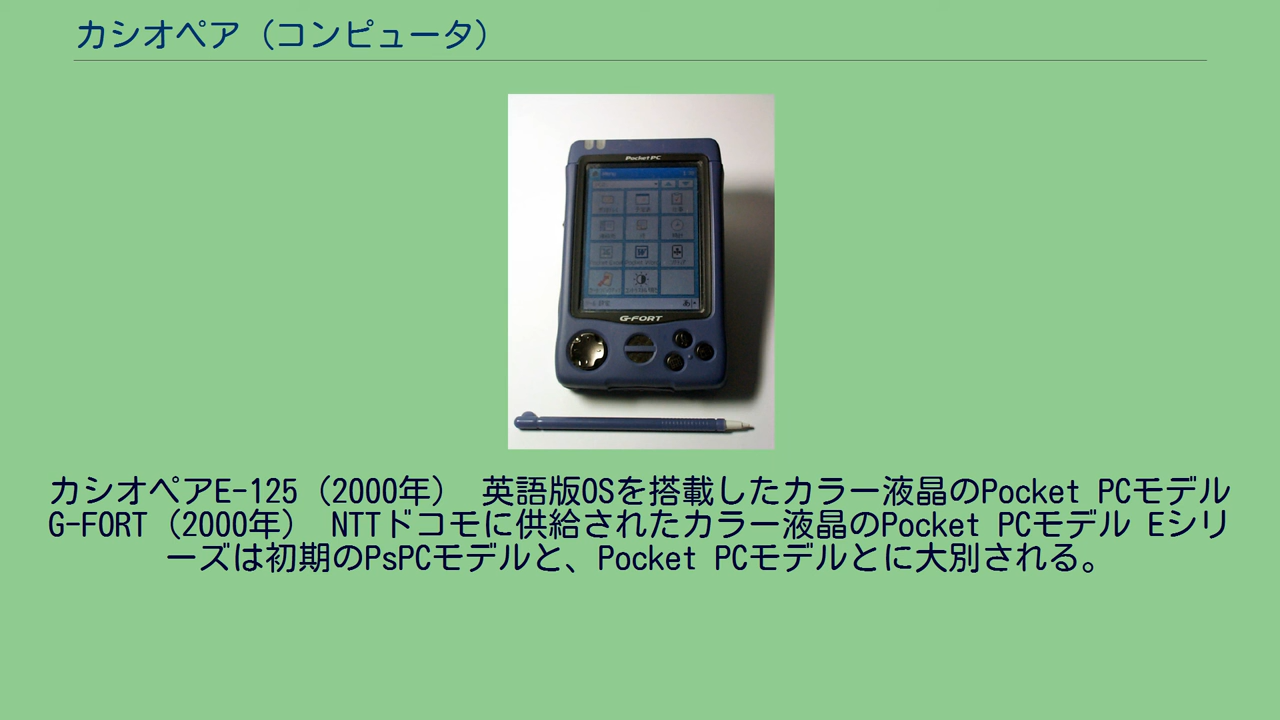 カシオペア（コンピュータ）
Pocket PC
Menu
G-FORT
カシオペアE-125（2000年） 英語版OSを搭載したカラー液晶のPocket PCモデル
G-FORT（2000年） NTTドコモに供給されたカラー液晶のPocket PCモデル Eシリ
ーズは初期のPsPCモデルと、Pocket PCモデルとに大別される。